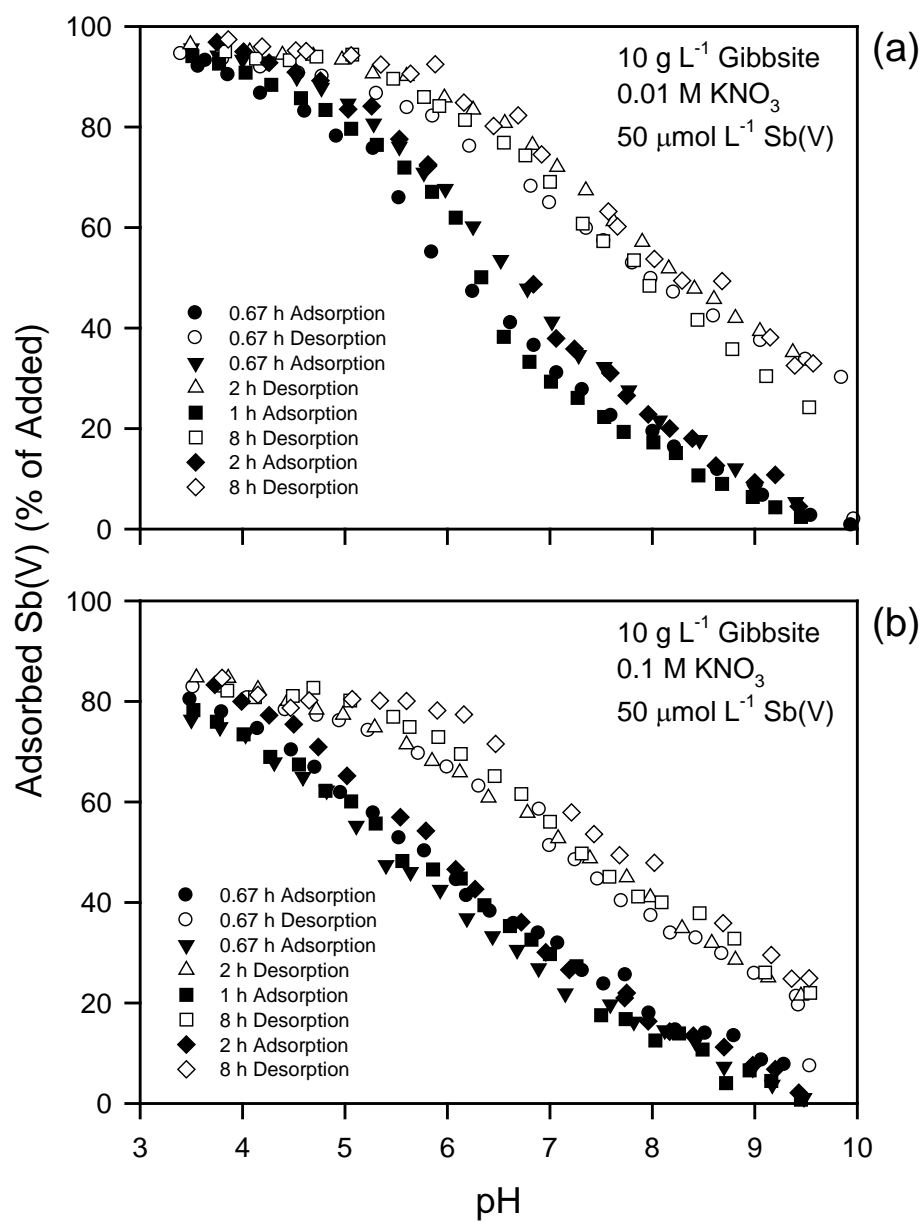 Adsorbed Sb(V) (% of Added)
(a)
10 g L⁻¹ Gibbsite
0.01 M KNO₃
50 μmol L⁻¹ Sb(V)
100
80
60
40
20
0
0.67 h Adsorption
0.67 h Desorption
0.67 h Adsorption
2 h Desorption
1 h Adsorption
8 h Desorption
2 h Adsorption
8 h Desorption
(b)
10 g L⁻¹ Gibbsite
0.1 M KNO₃
50 μmol L⁻¹ Sb(V)
100
80
60
40
20
0
0.67 h Adsorption
0.67 h Desorption
0.67 h Adsorption
2 h Desorption
1 h Adsorption
8 h Desorption
2 h Adsorption
8 h Desorption
3 4 5 6 7 8 9 10
pH